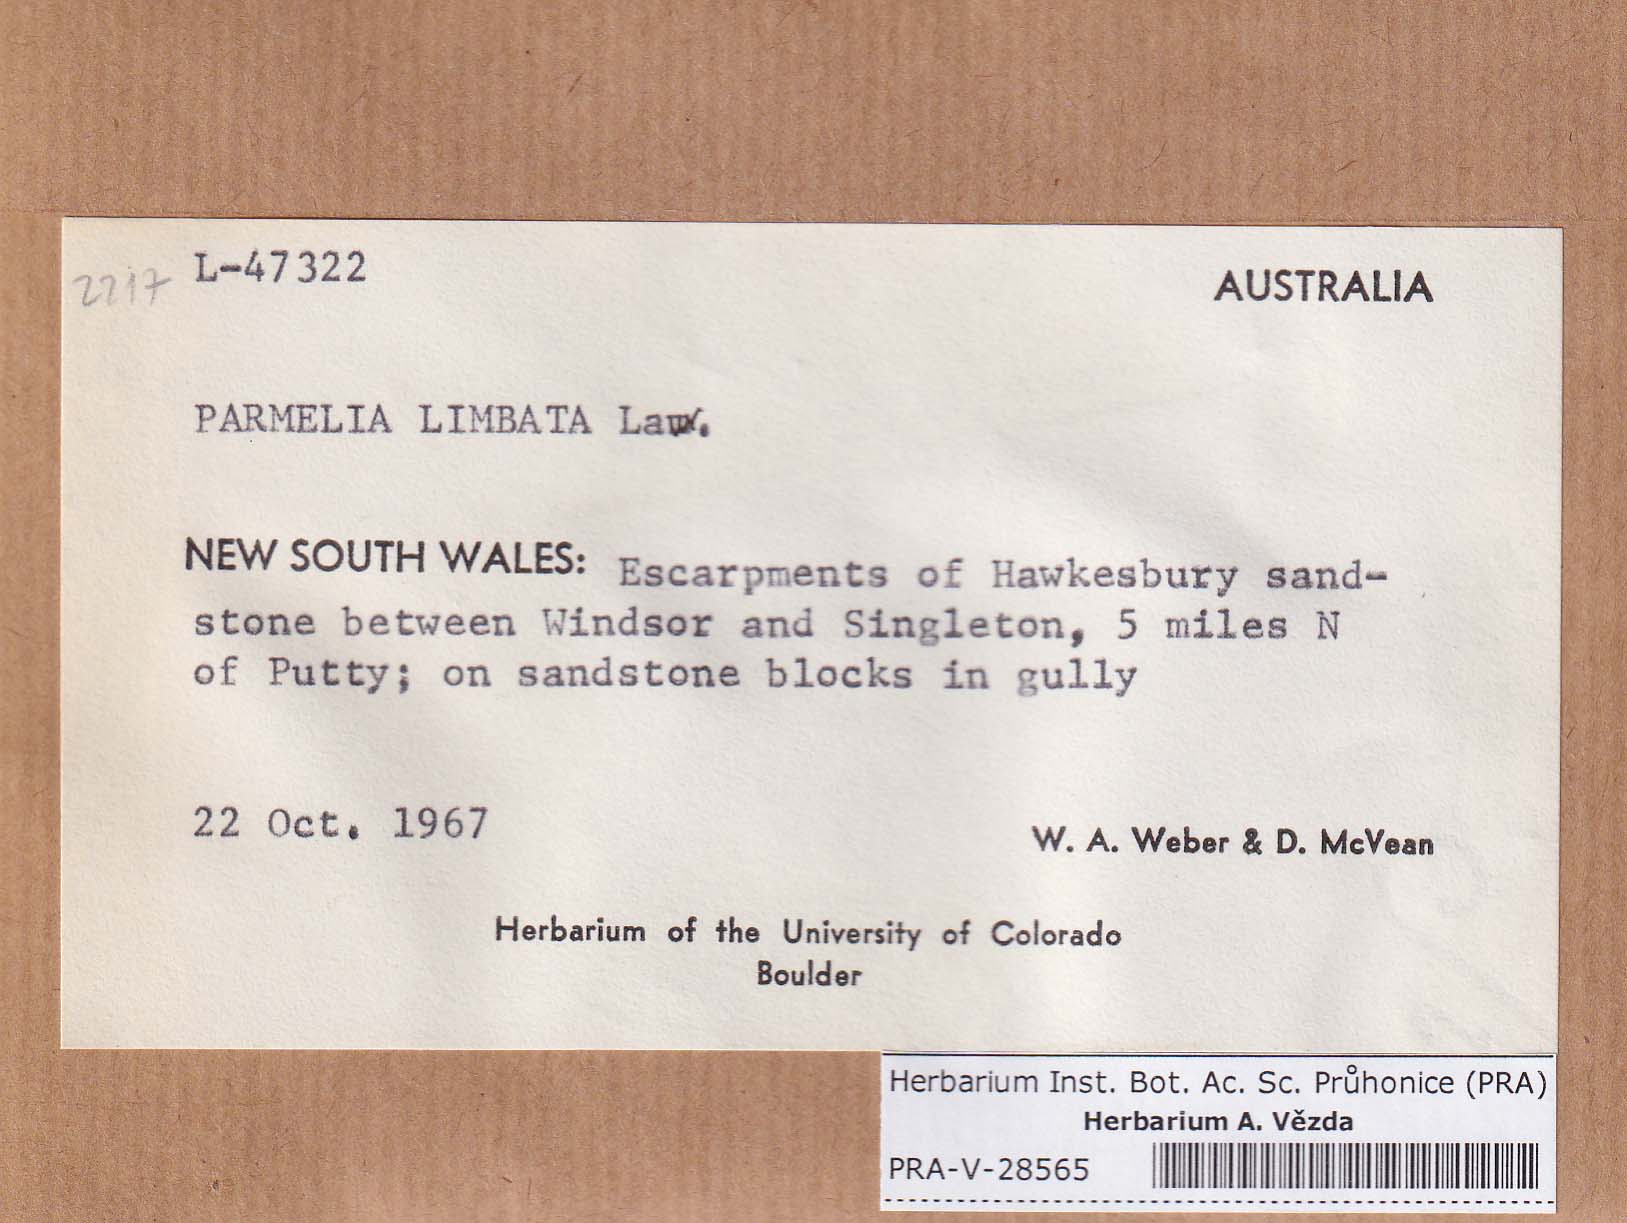 L-47322
AUSTRALIA
2217
PARMELIA LIMBATA Laur.
NEW SOUTH WALES: Escarpments of Hawkesbury sand-
stone between Windsor and Singleton, 5 miles N
of Putty; on sandstone blocks in gully
22 Oct. 1967
W. A. Weber & D. McVean
Herbarium of the University of Colorado
Boulder
Herbarium Inst. Bot. Ac. Sc. Průhonice (PRA)
Herbarium A. Vězda
PRA-V-28565